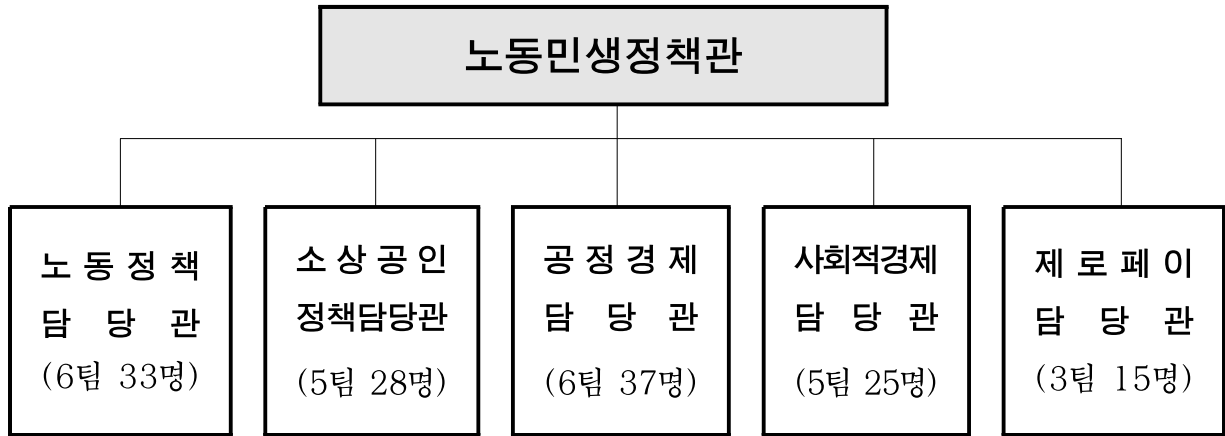 노동민생정책관
노 동 정 책
담 당 관
(6팀 33명)
소 상 공 인
정책담당관
(5팀 28명)
공 정 경 제
담 당 관
(6팀 37명)
사회적경제
담 당 관
(5팀 25명)
제 로 페 이
담 당 관
(3팀 15명)